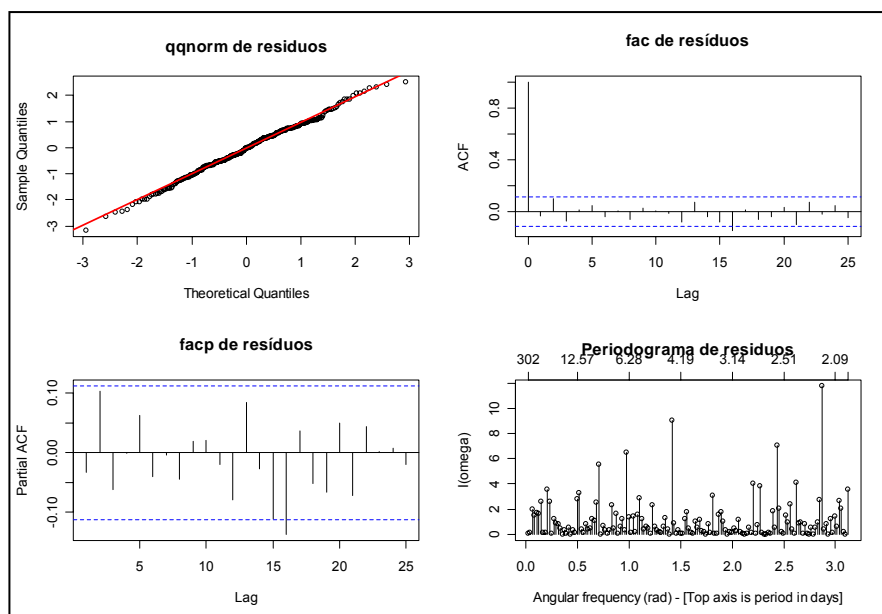 qqnorm de resíduos
Sample Quantiles
2
1
0
-1
-2
-3
-3 -2 -1 0 1 2 3
Theoretical Quantiles
fac de resíduos
ACF
0.8
0.4
0.0
0 5 10 15 20 25
Lag
facp de resíduos
Partial ACF
0.10
0.00
-0.10
5 10 15 20 25
Lag
Periodograma de residuos
302 12.57 6.28 4.19 3.14 2.51 2.09
I(omega)
10
8
6
4
2
0
0.0 0.5 1.0 1.5 2.0 2.5 3.0
Angular frequency (rad) - [Top axis is period in days]